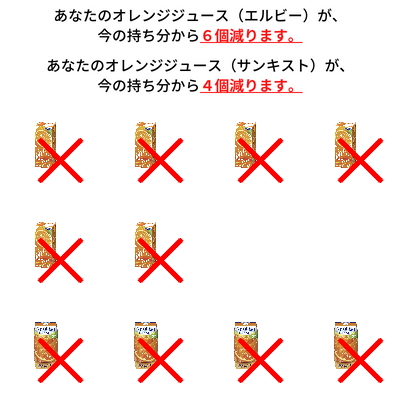 あなたのオレンジジュース（エルビー）が、
今の持ち分から６個減ります。
あなたのオレンジジュース（サンキスト）が、
今の持ち分から４個減ります。